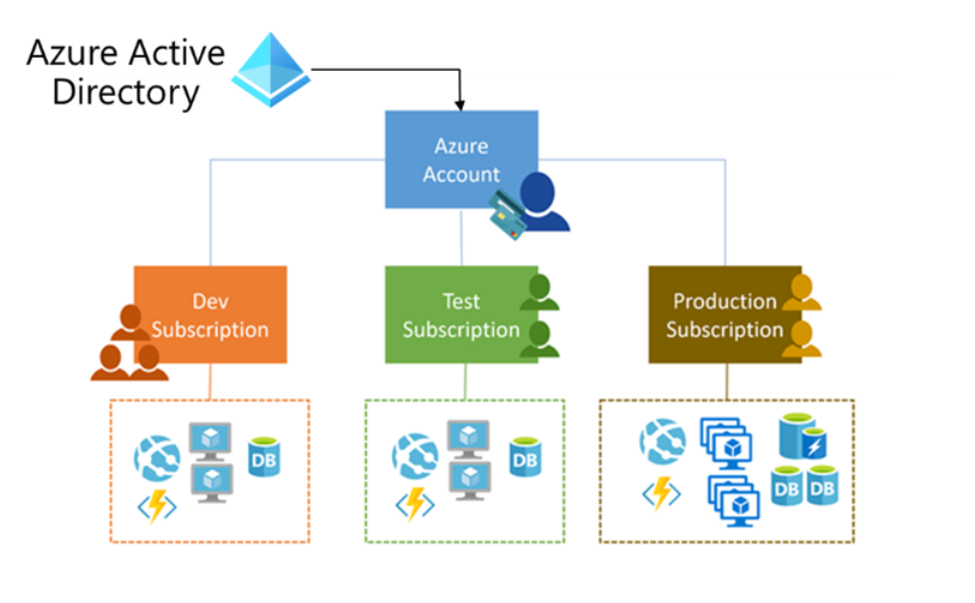 Azure Active
Directory
Azure
Account
Dev
Subscription
Test
Subscription
Production
Subscription
DB
DB
DB
DB